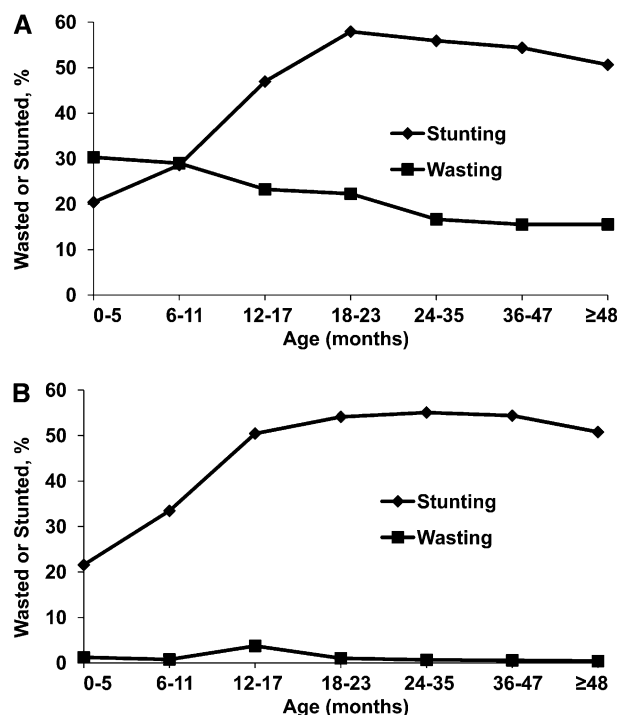 A
Wasted or Stunted, %
60
50
40
30
20
10
0
Stunting
Wasting
0-5 6-11 12-17 18-23 24-35 36-47 ≥48
Age (months)
B
Wasted or Stunted, %
60
50
40
30
20
10
0
Stunting
Wasting
0-5 6-11 12-17 18-23 24-35 36-47 ≥48
Age (months)